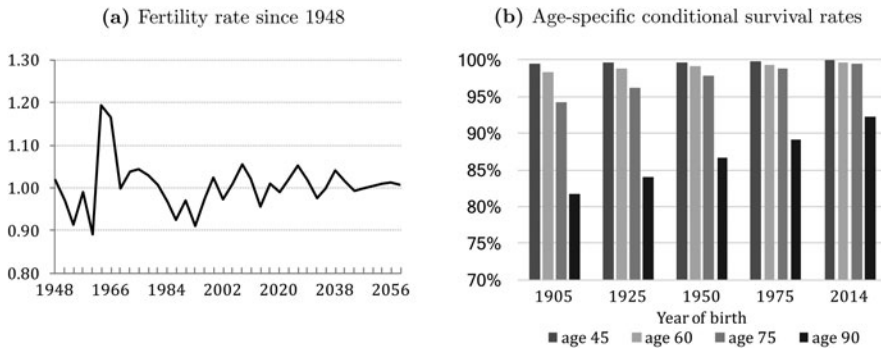 (a) Fertility rate since 1948
1.40
1.30
1.20
1.10
1.00
0.90
0.80
1948 1966 1984 2002 2020 2038 2056
(b) Age-specific conditional survival rates
100%
95%
90%
85%
80%
75%
70%
1905 1925 1950 1975 2014
Year of birth
age 45 age 60 age 75 age 90